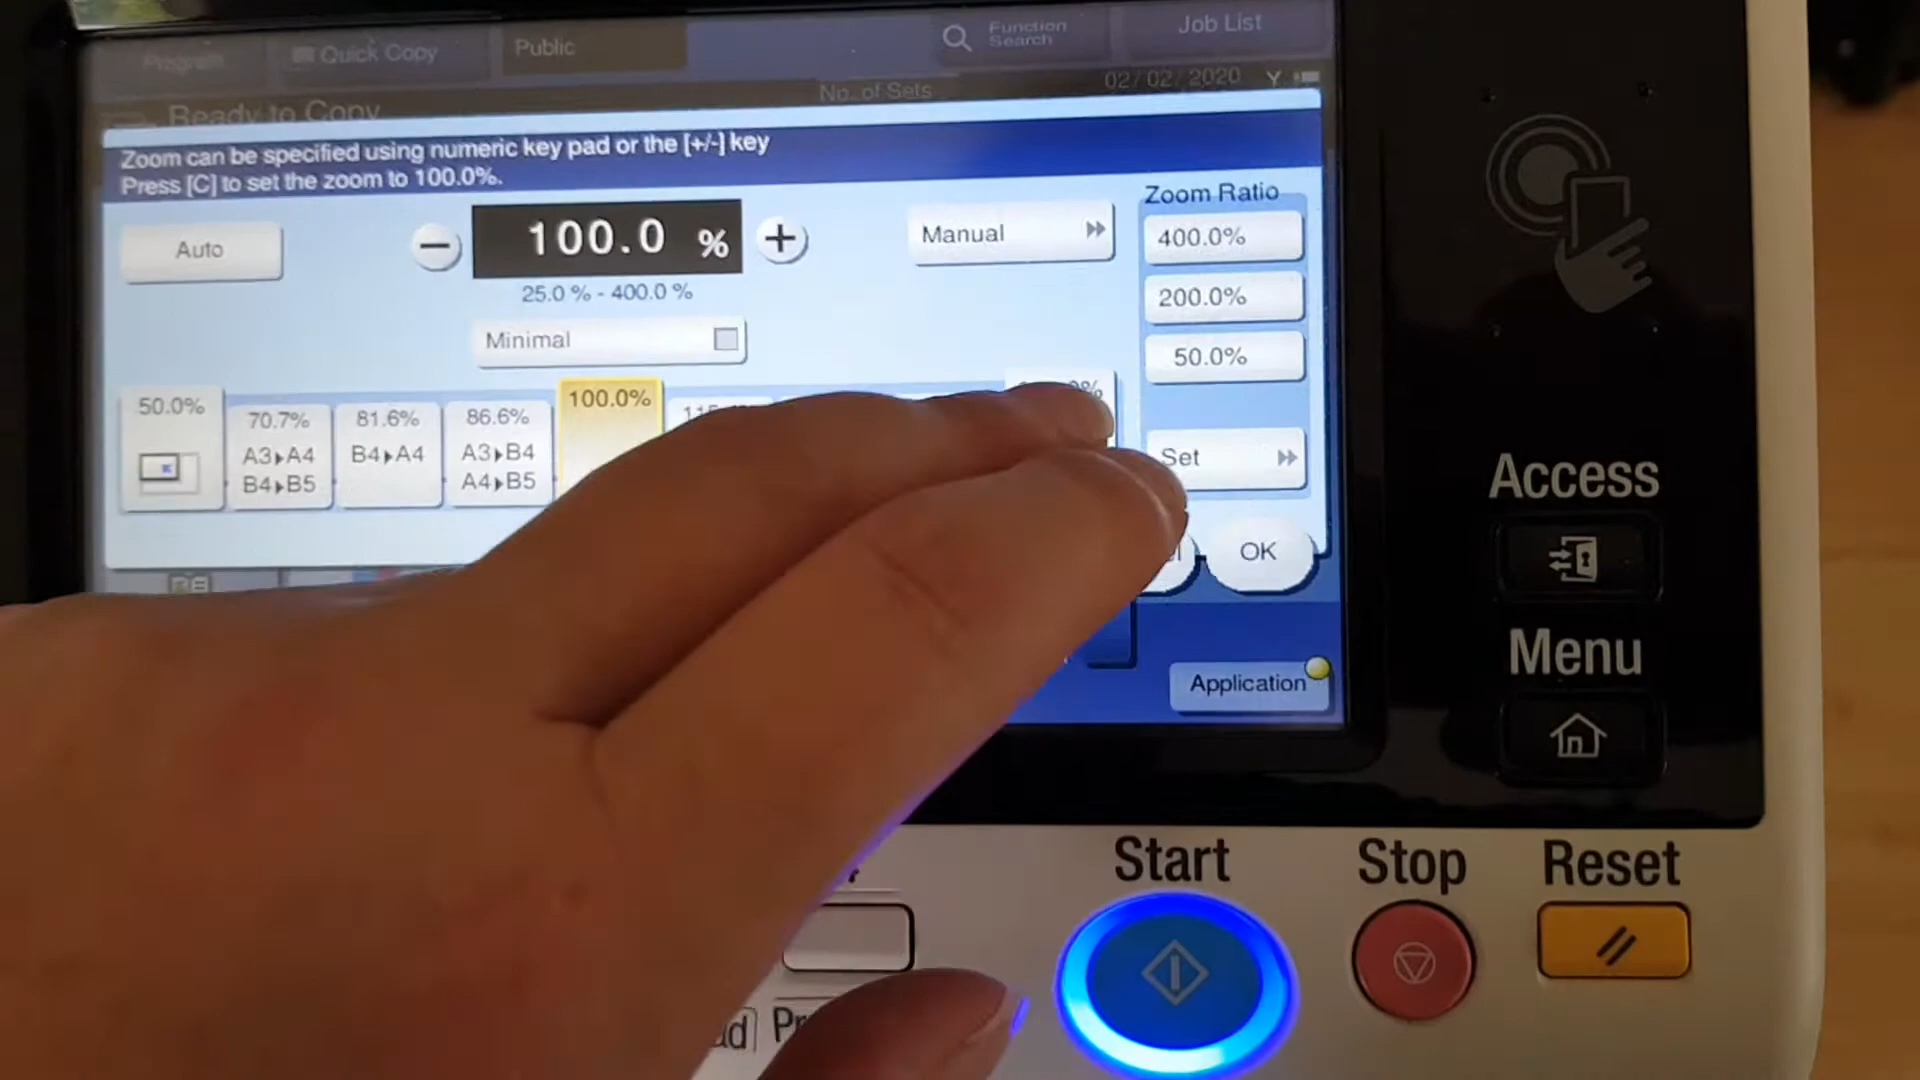 Program
Quick Copy
Public
Function
Search
Job List
Ready to Copy
No. of Sets
02/02/2020
Zoom can be specified using numeric key pad or the [+/-] key
Press [C] to set the zoom to 100.0%.
Auto
−
100.0 %
+
Manual
Zoom Ratio
400.0%
25.0 % - 400.0 %
200.0%
Minimal
50.0%
50.0%
70.7%
A3▸A4
B4▸B5
81.6%
B4▸A4
86.6%
A3▸B4
A4▸B5
100.0%
Set
OK
Application
Access
Menu
Start
Stop
Reset